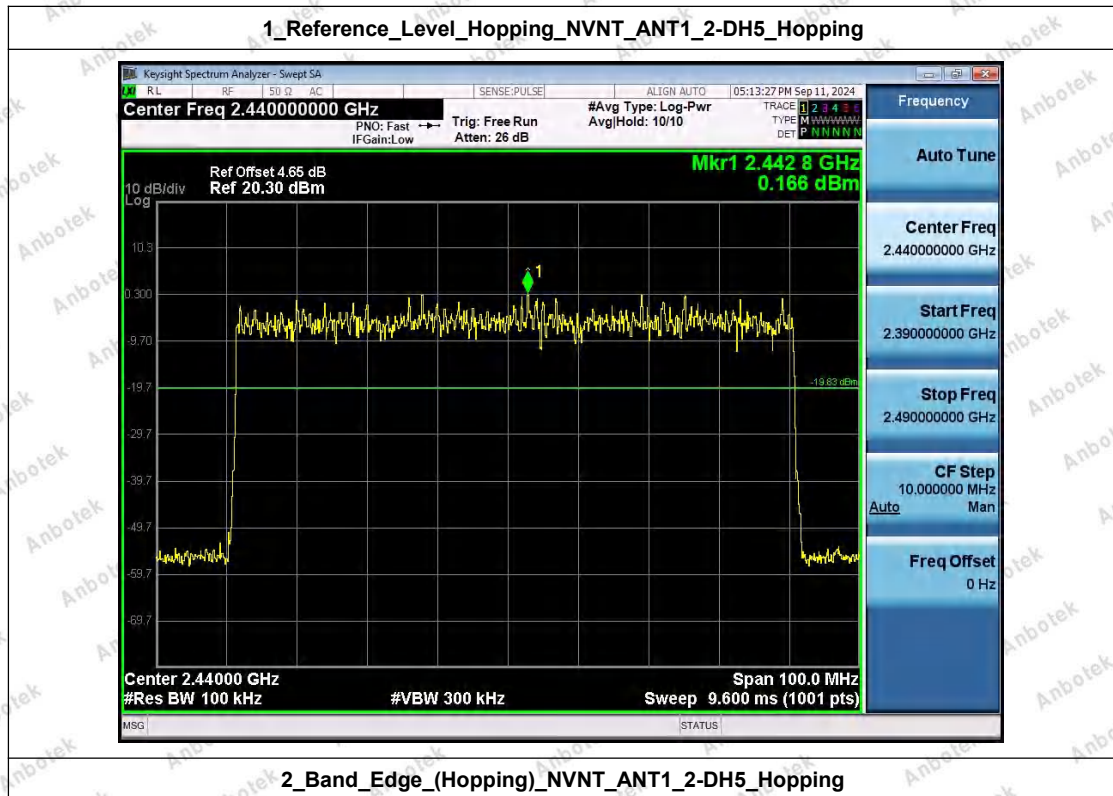 1_Reference_Level_Hopping_NVNT_ANT1_2-DH5_Hopping
Keysight Spectrum Analyzer - Swept SA
RL RF 50 Ω AC SENSE:PULSE ALIGN AUTO 05:13:27 PM Sep 11, 2024
Center Freq 2.440000000 GHz
PNO: Fast
IFGain:Low
Trig: Free Run
Atten: 26 dB
#Avg Type: Log-Pwr
Avg|Hold: 10/10
TRACE 1 2 3 4 5 6
TYPE M WWWWW
DET P N N N N N
Ref Offset 4.65 dB
10 dB/div Ref 20.30 dBm
Log
Mkr1 2.442 8 GHz
0.166 dBm
10.3
0.300
-9.70
-19.7
-29.7
-39.7
-49.7
-59.7
-69.7
1
-19.83 dBm
Center 2.44000 GHz Span 100.0 MHz
#Res BW 100 kHz #VBW 300 kHz Sweep 9.600 ms (1001 pts)
MSG STATUS
Frequency
Auto Tune
Center Freq
2.440000000 GHz
Start Freq
2.390000000 GHz
Stop Freq
2.490000000 GHz
CF Step
10.000000 MHz
Auto Man
Freq Offset
0 Hz
2_Band_Edge_(Hopping)_NVNT_ANT1_2-DH5_Hopping
Anbotek